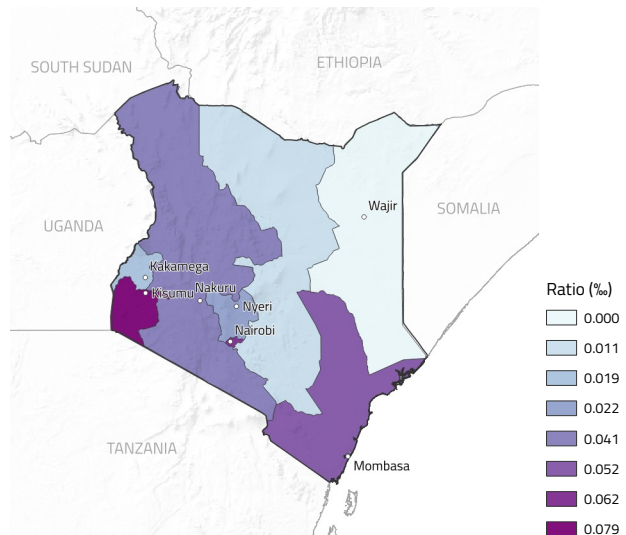 SOUTH SUDAN
ETHIOPIA
Wajir
SOMALIA
UGANDA
Kakamega
Kisumu
Nakuru
Nyeri
Nairobi
TANZANIA
Mombasa
Ratio (‰)
0.000
0.011
0.019
0.022
0.041
0.052
0.062
0.079